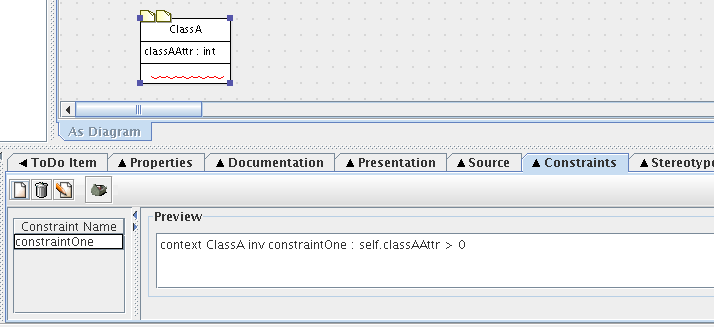 ClassA
classAAttr : int
As Diagram
ToDo Item
Properties
Documentation
Presentation
Source
Constraints
Stereotype
Constraint Name
constraintOne
Preview
context ClassA inv constraintOne : self.classAAttr > 0